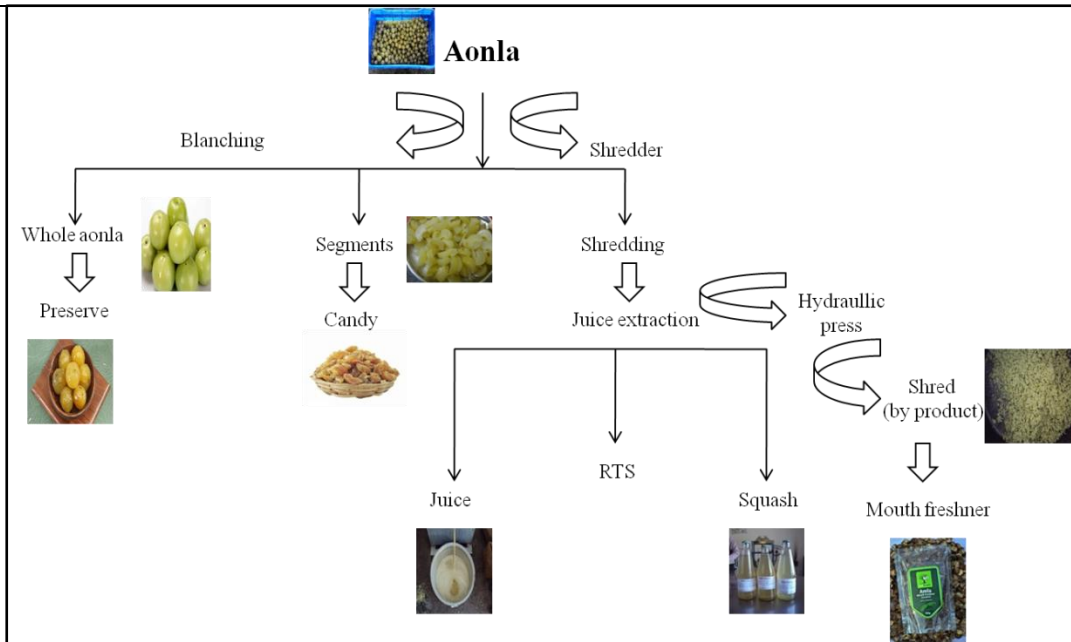 Aonla
Blanching
Shredder
Whole aonla
Segments
Shredding
Preserve
Candy
Juice extraction
Hydraullic
press
Shred
(by product)
RTS
Juice
Squash
Mouth freshner
Aonla